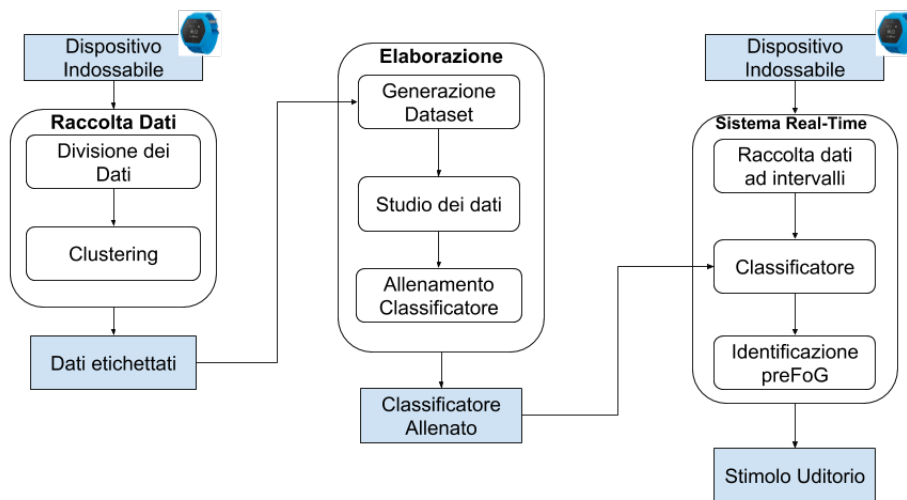 Dispositivo
Indossabile
Raccolta Dati
Divisione dei
Dati
Clustering
Dati etichettati
Elaborazione
Generazione
Dataset
Studio dei dati
Allenamento
Classificatore
Classificatore
Allenato
Dispositivo
Indossabile
Sistema Real-Time
Raccolta dati
ad intervalli
Classificatore
Identificazione
preFoG
Stimolo Uditorio